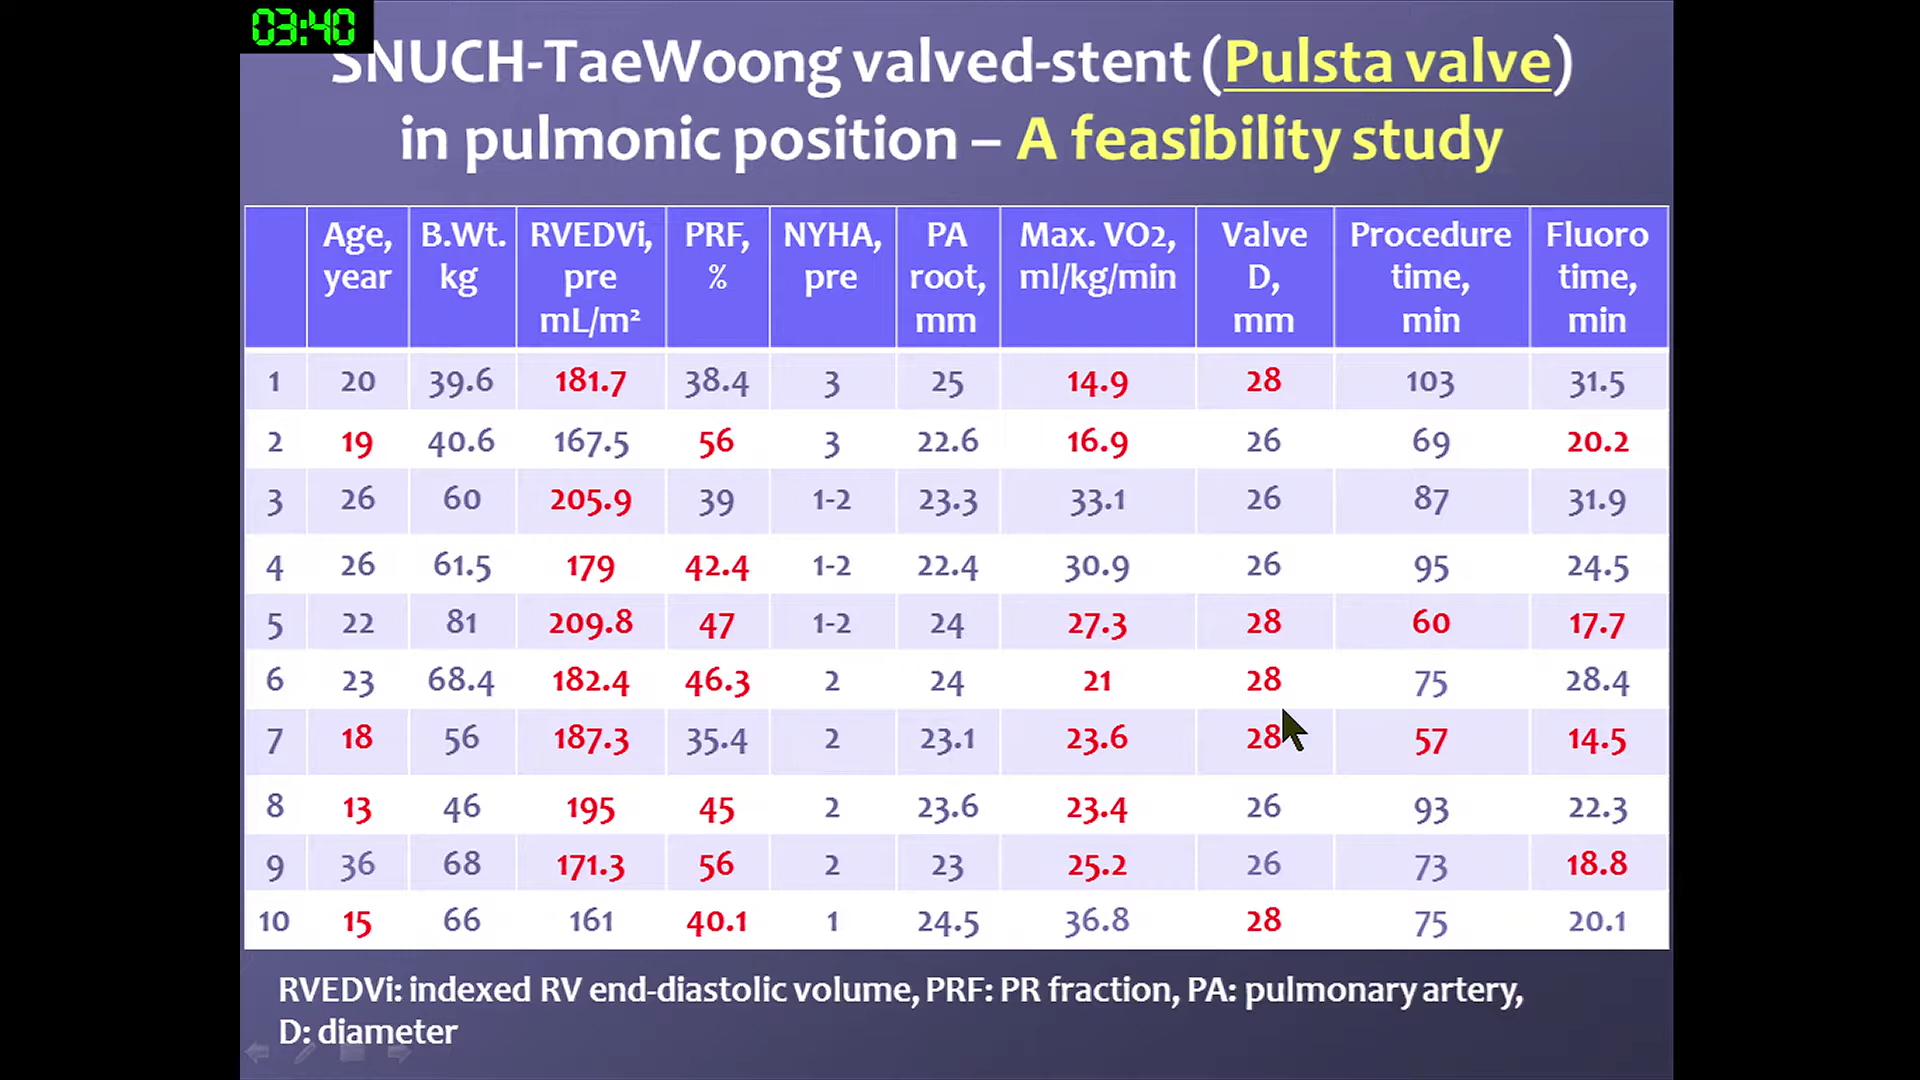 03:40
SNUCH-TaeWoong valved-stent (Pulsta valve)
in pulmonic position – A feasibility study
Age, year B.Wt. kg RVEDVi, pre mL/m² PRF, % NYHA, pre PA root, mm Max. VO2, ml/kg/min Valve D, mm Procedure time, min Fluoro time, min
1 20 39.6 181.7 38.4 3 25 14.9 28 103 31.5
2 19 40.6 167.5 56 3 22.6 16.9 26 69 20.2
3 26 60 205.9 39 1-2 23.3 33.1 26 87 31.9
4 26 61.5 179 42.4 1-2 22.4 30.9 26 95 24.5
5 22 81 209.8 47 1-2 24 27.3 28 60 17.7
6 23 68.4 182.4 46.3 2 24 21 28 75 28.4
7 18 56 187.3 35.4 2 23.1 23.6 28 57 14.5
8 13 46 195 45 2 23.6 23.4 26 93 22.3
9 36 68 171.3 56 2 23 25.2 26 73 18.8
10 15 66 161 40.1 1 24.5 36.8 28 75 20.1
RVEDVi: indexed RV end-diastolic volume, PRF: PR fraction, PA: pulmonary artery,
D: diameter